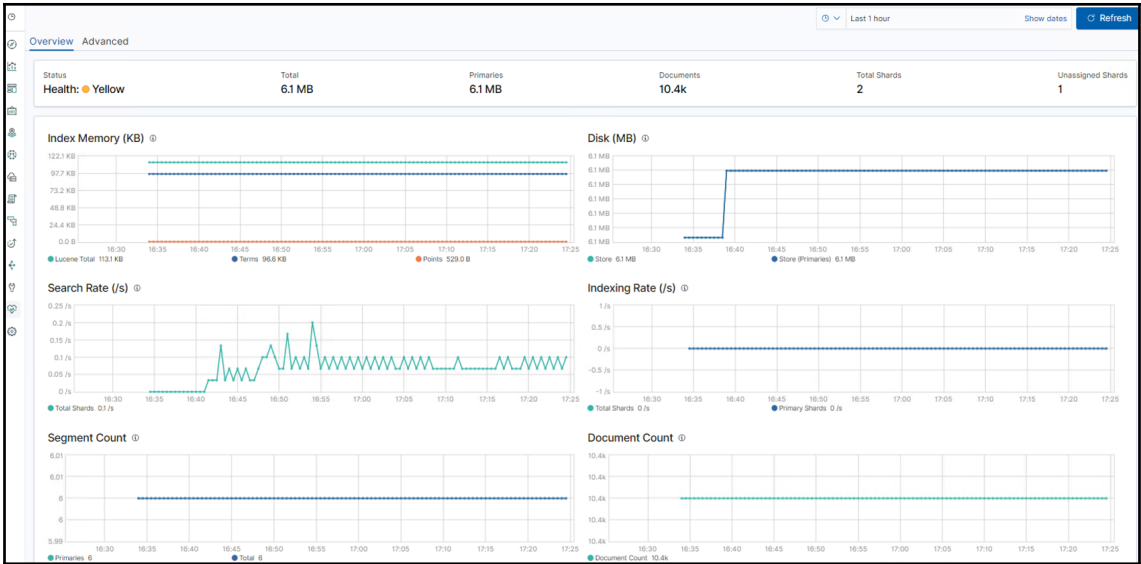 Last 1 hour Show dates Refresh
Overview Advanced
Status Total Primaries Documents Total Shards Unassigned Shards
Health: Yellow 6.1 MB 6.1 MB 10.4k 2 1
Index Memory (KB) Disk (MB)
122.1 KB 6.1 MB
97.7 KB 6.1 MB
73.2 KB 6.1 MB
48.8 KB 6.1 MB
24.4 KB 6.1 MB
0.0 B 6.1 MB
6.1 MB
16:30 16:35 16:40 16:45 16:50 16:55 17:00 17:05 17:10 17:15 17:20 17:25 16:30 16:35 16:40 16:45 16:50 16:55 17:00 17:05 17:10 17:15 17:20 17:25
Lucene Total 113.1 KB Terms 96.6 KB Points 529.0 B Store 6.1 MB Store (Primaries) 6.1 MB
Search Rate (/s) Indexing Rate (/s)
0.25 /s 1 /s
0.2 /s 0.5 /s
0.15 /s 0 /s
0.1 /s -0.5 /s
0.05 /s -1 /s
0 /s
16:30 16:35 16:40 16:45 16:50 16:55 17:00 17:05 17:10 17:15 17:20 17:25 16:30 16:35 16:40 16:45 16:50 16:55 17:00 17:05 17:10 17:15 17:20 17:25
Total Shards 0.1 /s Total Shards 0 /s Primary Shards 0 /s
Segment Count Document Count
6.01 10.4k
6.01 10.4k
6 10.4k
6 10.4k
5.99 10.4k
16:30 16:35 16:40 16:45 16:50 16:55 17:00 17:05 17:10 17:15 17:20 17:25 16:30 16:35 16:40 16:45 16:50 16:55 17:00 17:05 17:10 17:15 17:20 17:25
Primaries 6 Total 6 Document Count 10.4k